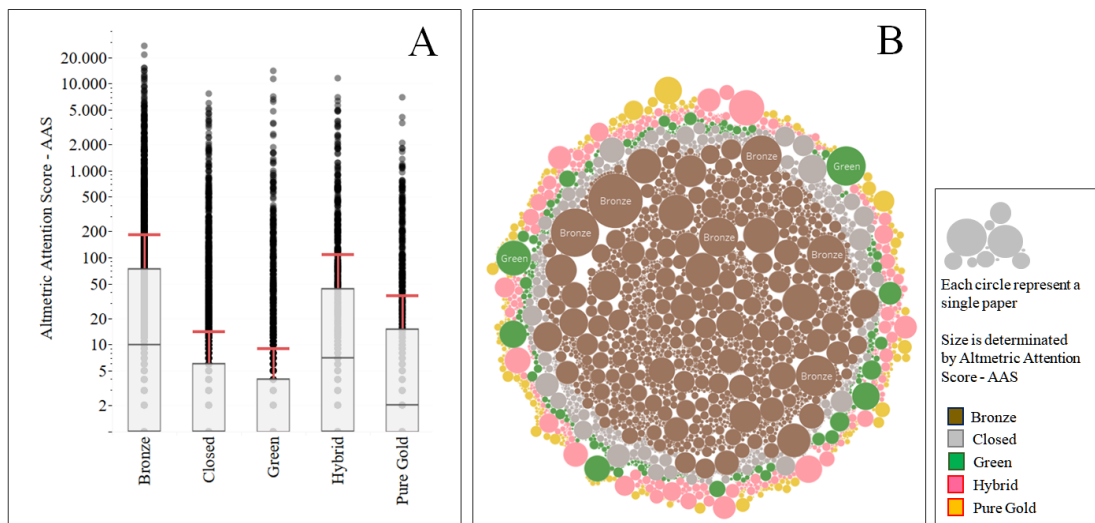 A
Altmetric Attention Score - AAS
20.000
10.000
5.000
2.000
1.000
500
200
100
50
20
10
5
2
Bronze
Closed
Green
Hybrid
Pure Gold
B
Bronze
Green
Bronze
Bronze
Bronze
Bronze
Green
Bronze
Each circle represent a
single paper
Size is determinated
by Altmetric Attention
Score - AAS
Bronze
Closed
Green
Hybrid
Pure Gold